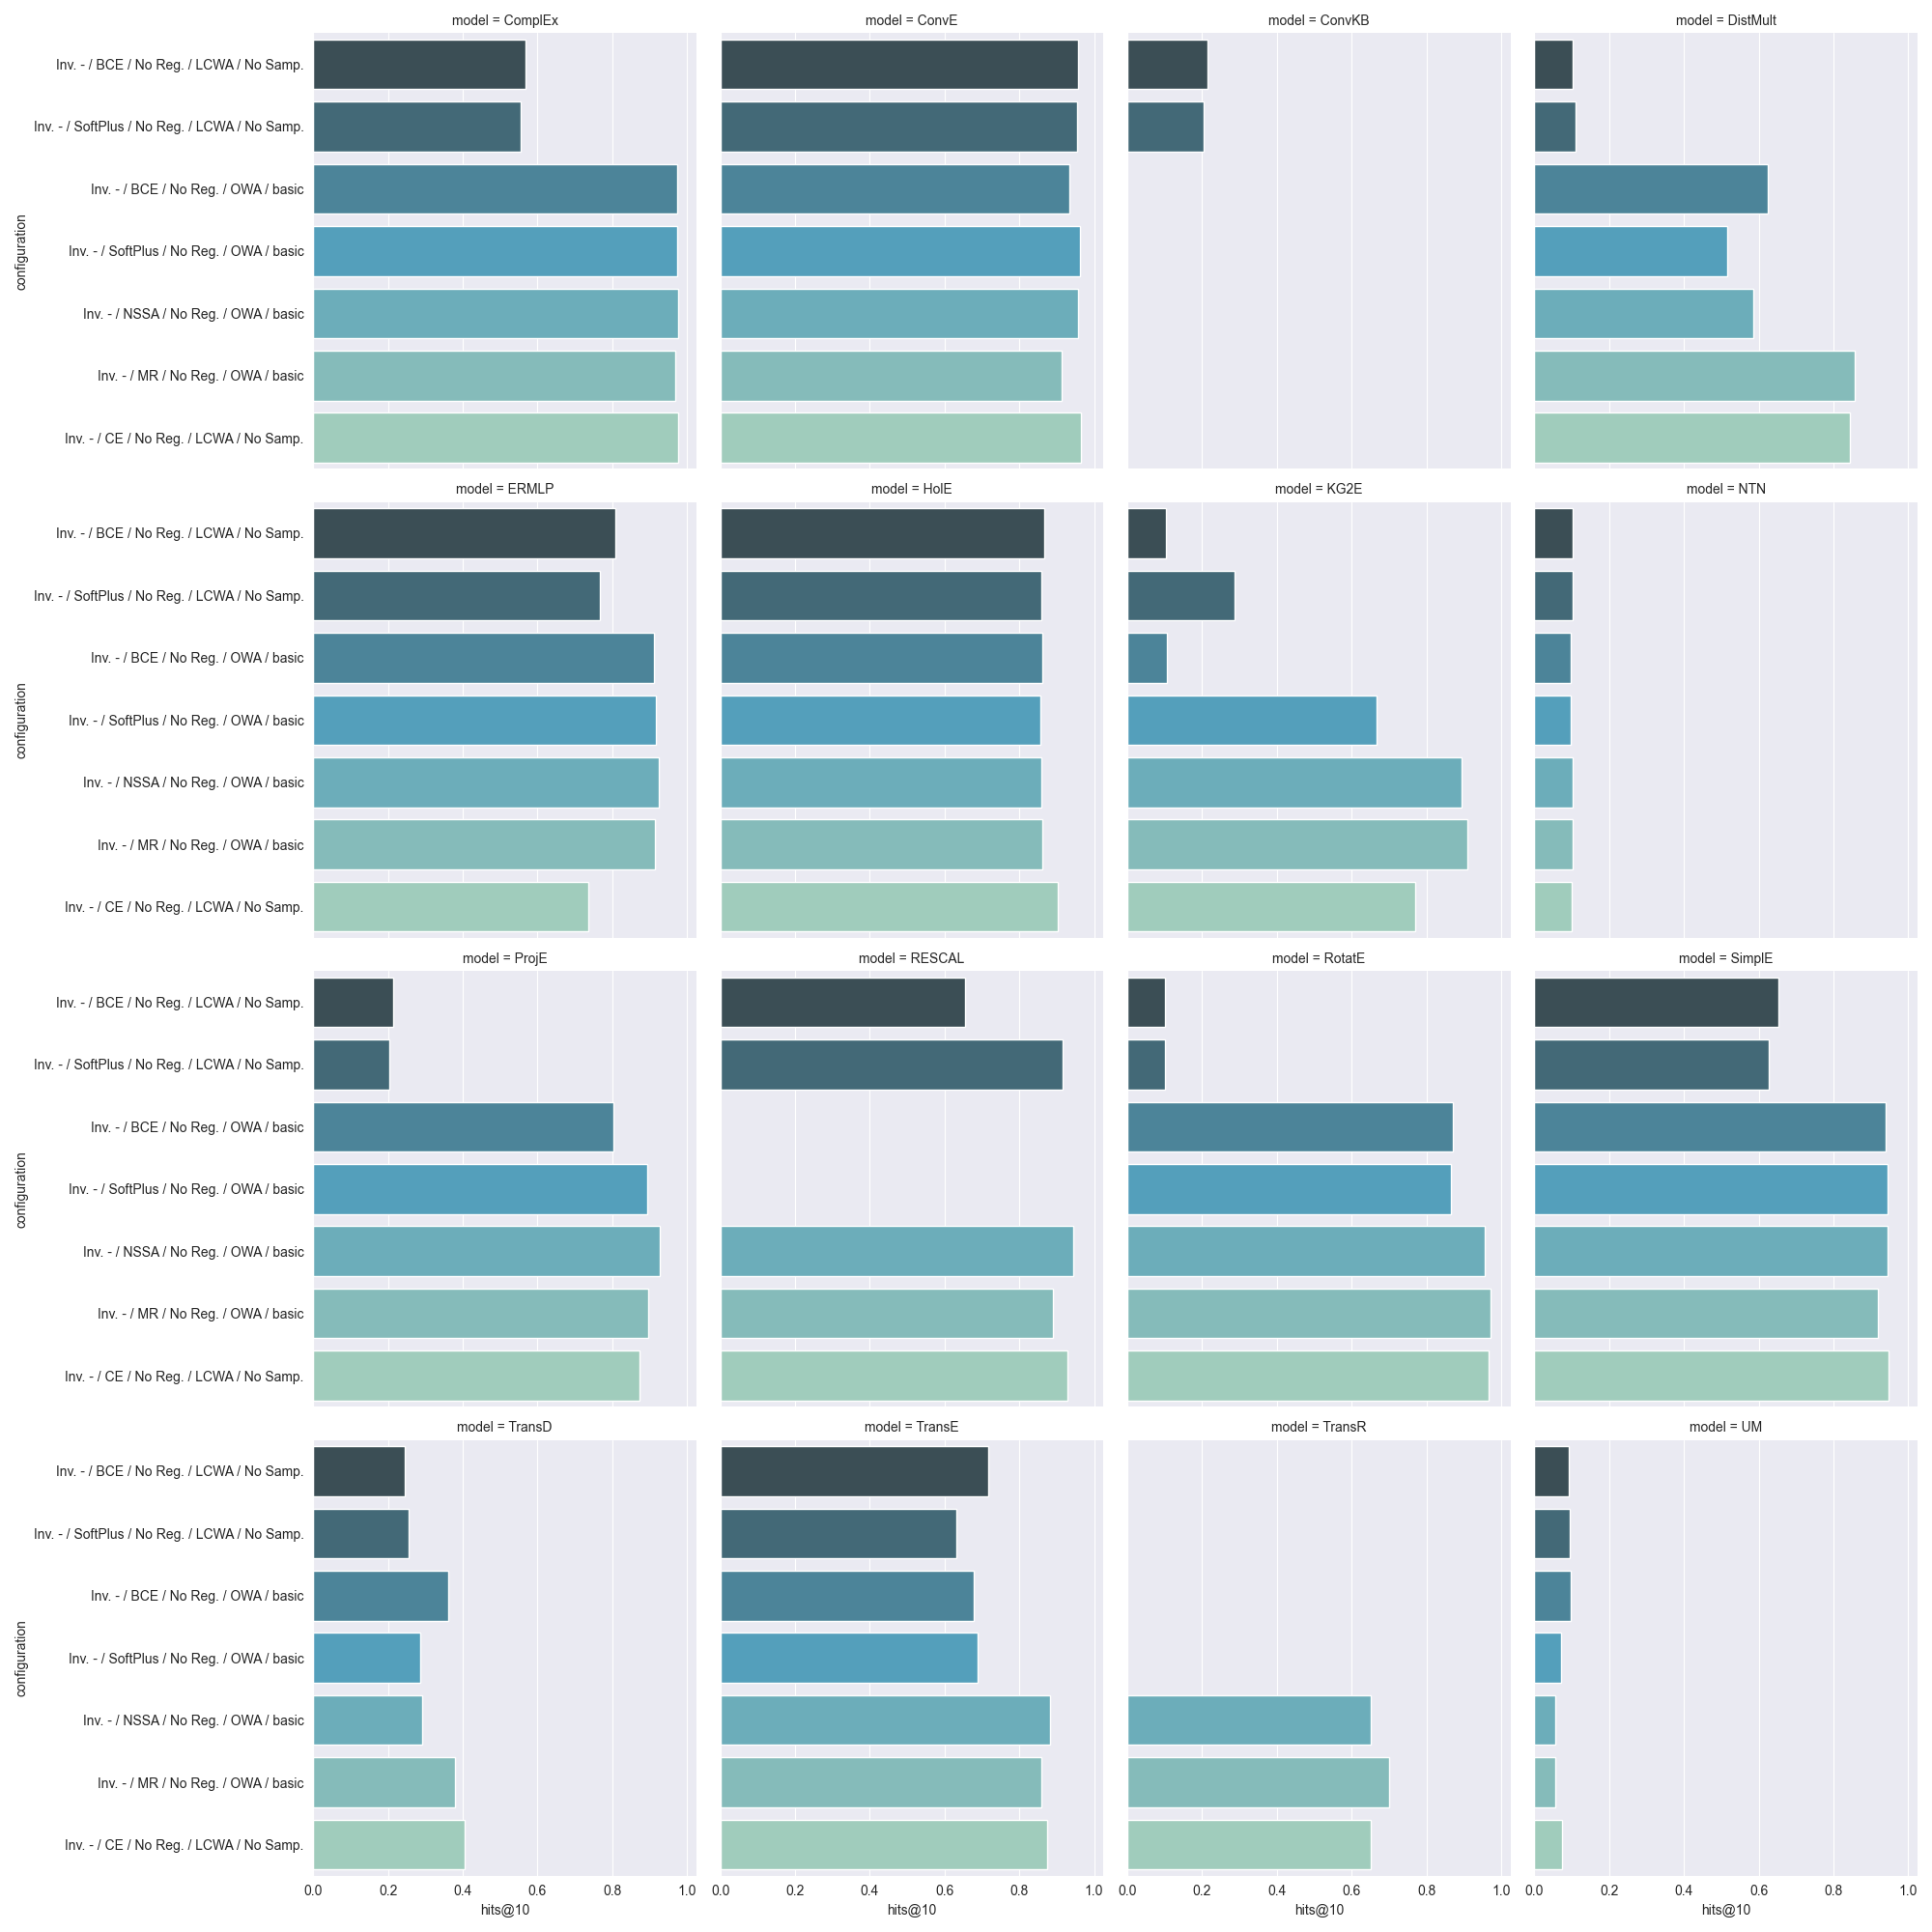 model = ComplEx
model = ConvE
model = ConvKB
model = DistMult
configuration
Inv. - / BCE / No Reg. / LCWA / No Samp.
Inv. - / SoftPlus / No Reg. / LCWA / No Samp.
Inv. - / BCE / No Reg. / OWA / basic
Inv. - / SoftPlus / No Reg. / OWA / basic
Inv. - / NSSA / No Reg. / OWA / basic
Inv. - / MR / No Reg. / OWA / basic
Inv. - / CE / No Reg. / LCWA / No Samp.
model = ERMLP
model = HolE
model = KG2E
model = NTN
configuration
Inv. - / BCE / No Reg. / LCWA / No Samp.
Inv. - / SoftPlus / No Reg. / LCWA / No Samp.
Inv. - / BCE / No Reg. / OWA / basic
Inv. - / SoftPlus / No Reg. / OWA / basic
Inv. - / NSSA / No Reg. / OWA / basic
Inv. - / MR / No Reg. / OWA / basic
Inv. - / CE / No Reg. / LCWA / No Samp.
model = ProjE
model = RESCAL
model = RotatE
model = SimplE
configuration
Inv. - / BCE / No Reg. / LCWA / No Samp.
Inv. - / SoftPlus / No Reg. / LCWA / No Samp.
Inv. - / BCE / No Reg. / OWA / basic
Inv. - / SoftPlus / No Reg. / OWA / basic
Inv. - / NSSA / No Reg. / OWA / basic
Inv. - / MR / No Reg. / OWA / basic
Inv. - / CE / No Reg. / LCWA / No Samp.
model = TransD
model = TransE
model = TransR
model = UM
configuration
Inv. - / BCE / No Reg. / LCWA / No Samp.
Inv. - / SoftPlus / No Reg. / LCWA / No Samp.
Inv. - / BCE / No Reg. / OWA / basic
Inv. - / SoftPlus / No Reg. / OWA / basic
Inv. - / NSSA / No Reg. / OWA / basic
Inv. - / MR / No Reg. / OWA / basic
Inv. - / CE / No Reg. / LCWA / No Samp.
0.0 0.2 0.4 0.6 0.8 1.0
0.0 0.2 0.4 0.6 0.8 1.0
0.0 0.2 0.4 0.6 0.8 1.0
0.0 0.2 0.4 0.6 0.8 1.0
hits@10
hits@10
hits@10
hits@10